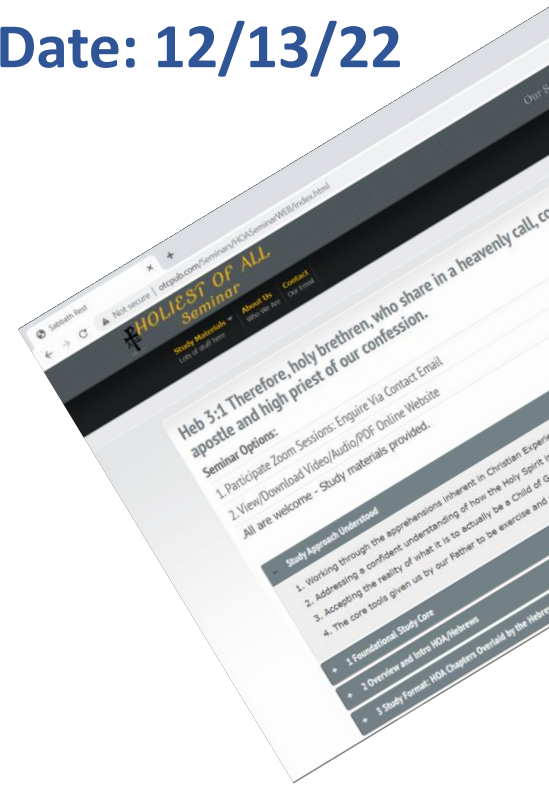 Date: 12/13/22
Our S
Sabbath Rest × +
Not secure | otcpub.com/Seminars/HOASeminarWEB/index.html
HOLIEST OF ALL
Seminar
Study Materials
Lots of stuff here
About Us
Who We Are
Contact
Our Email
Heb 3:1 Therefore, holy brethren, who share in a heavenly call, co
apostle and high priest of our confession.
Seminar Options:
1. Participate Zoom Sessions: Enguire Via Contact Email
2. View/Download Video/Audio/PDF Online Website
All are welcome - Study materials provided.
- Study Approach Understood
1. Working through the apprehensions inherent in Christian Experie
2. Addressing a confident understanding of how the Holy Spirit i
3. Accepting the reality of what it is to actually be a Child of G
4. The core tools given us by our Father to be exercise and
+ 1 Foundational Study Core
+ 2 Overview and Intro HOA/Hebrews
+ 3 Study Format: HOA Chapters Overlaid by the Hebre